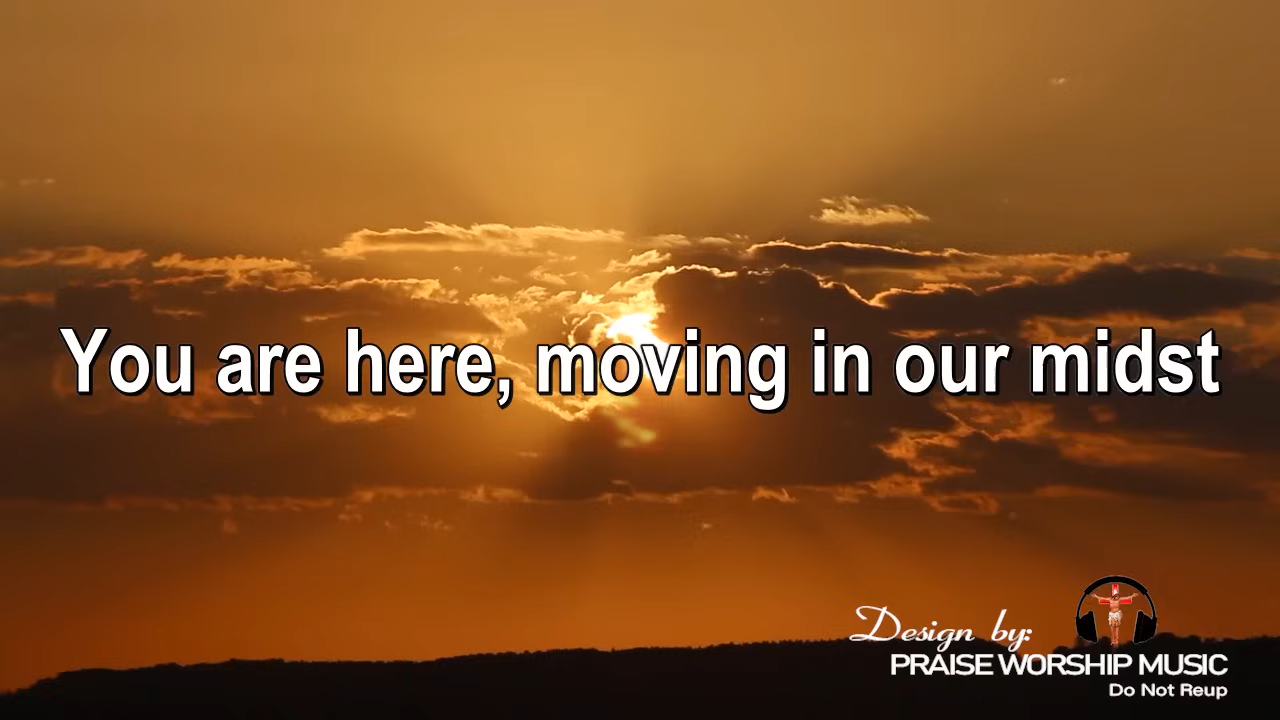 You are here, moving in our midst
Design by:
PRAISE WORSHIP MUSIC
Do Not Reup